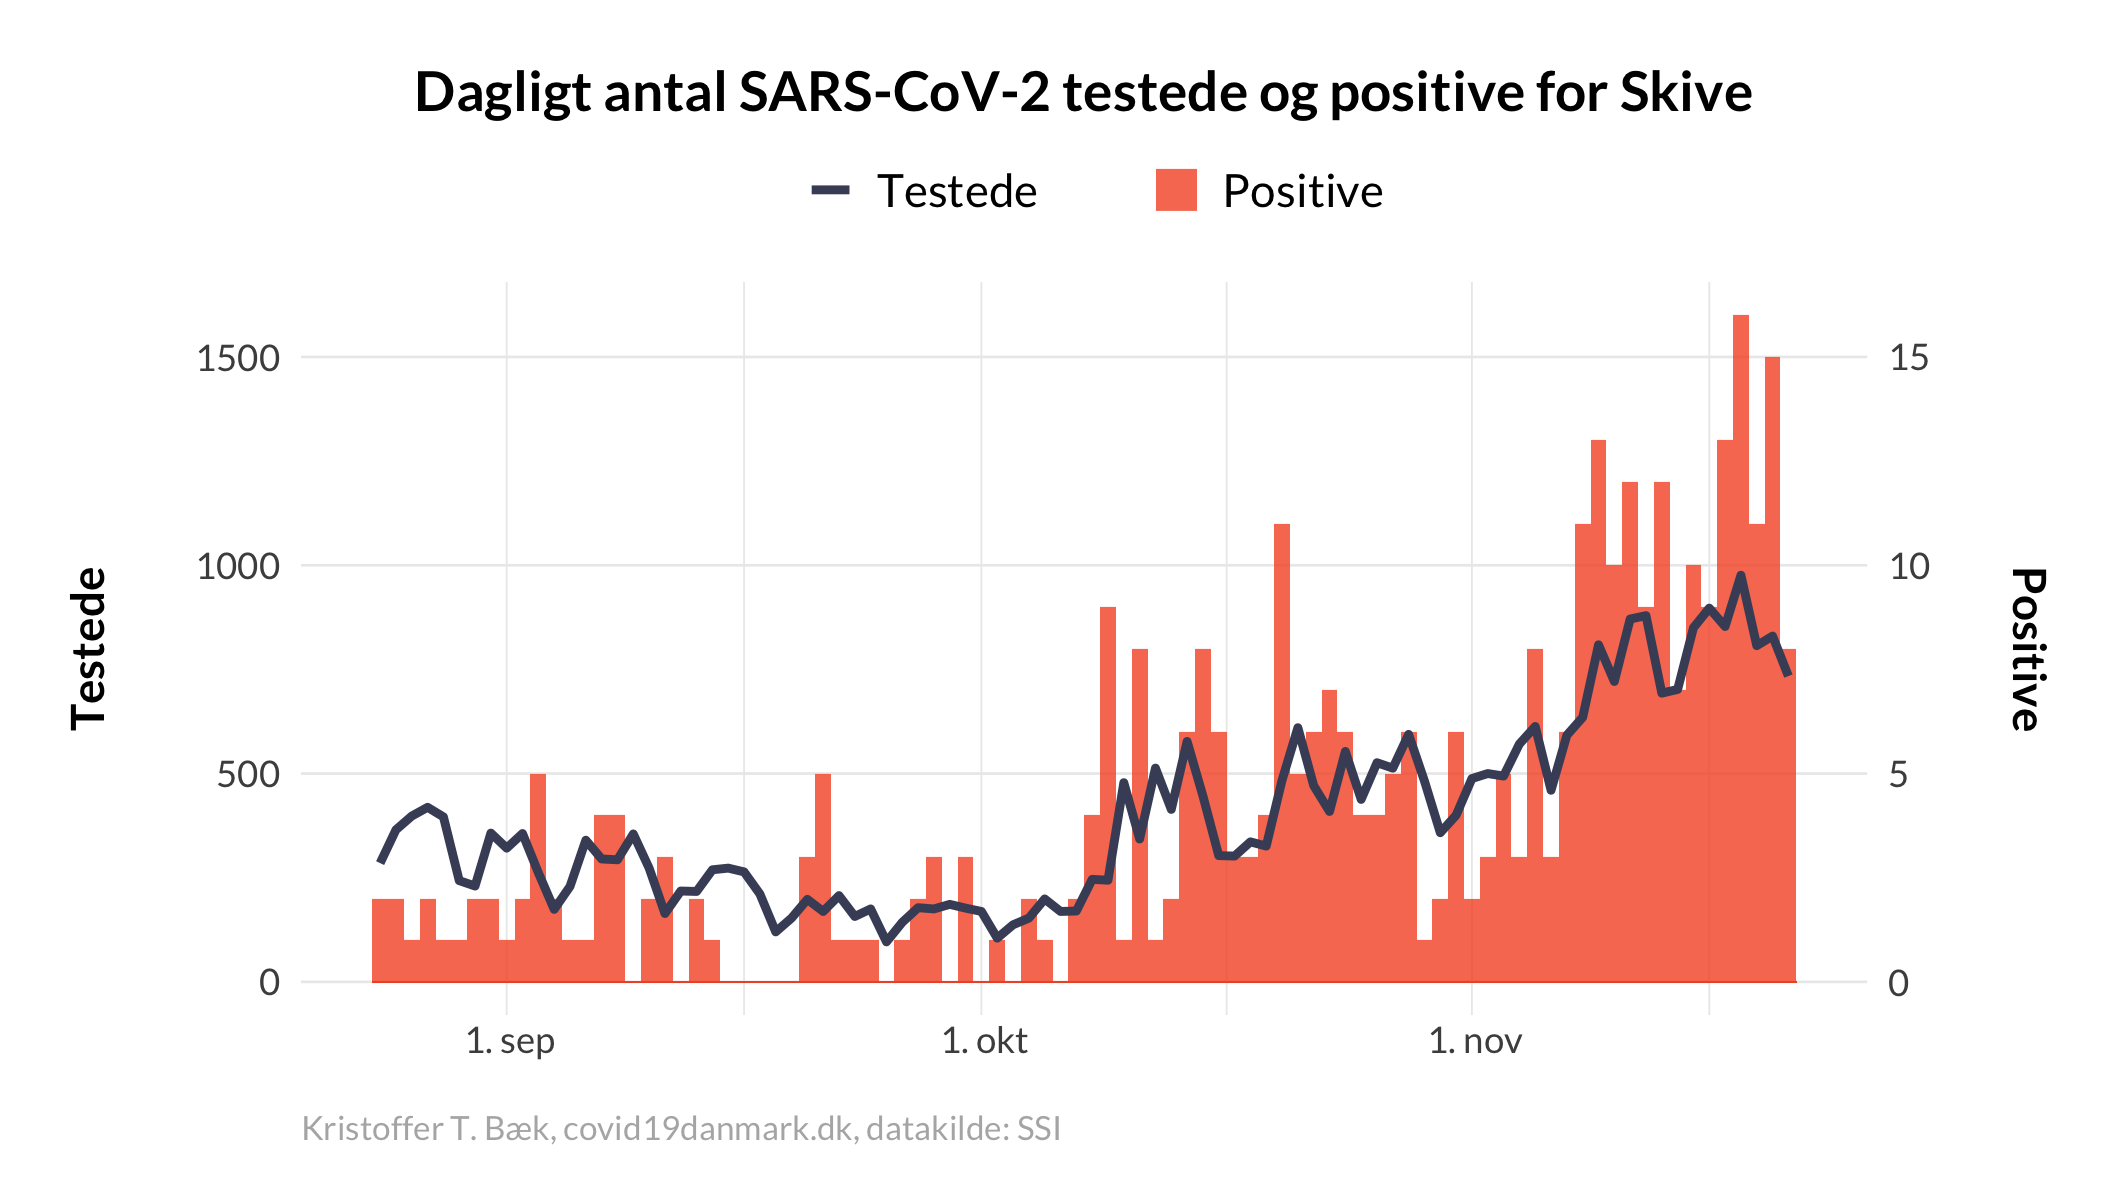 Dagligt antal SARS-CoV-2 testede og positive for Skive
Testede Positive
1500 15
1000 10
500 5
0 0
Testede
Positive
1. sep 1. okt 1. nov
Kristoffer T. Bæk, covid19danmark.dk, datakilde: SSI